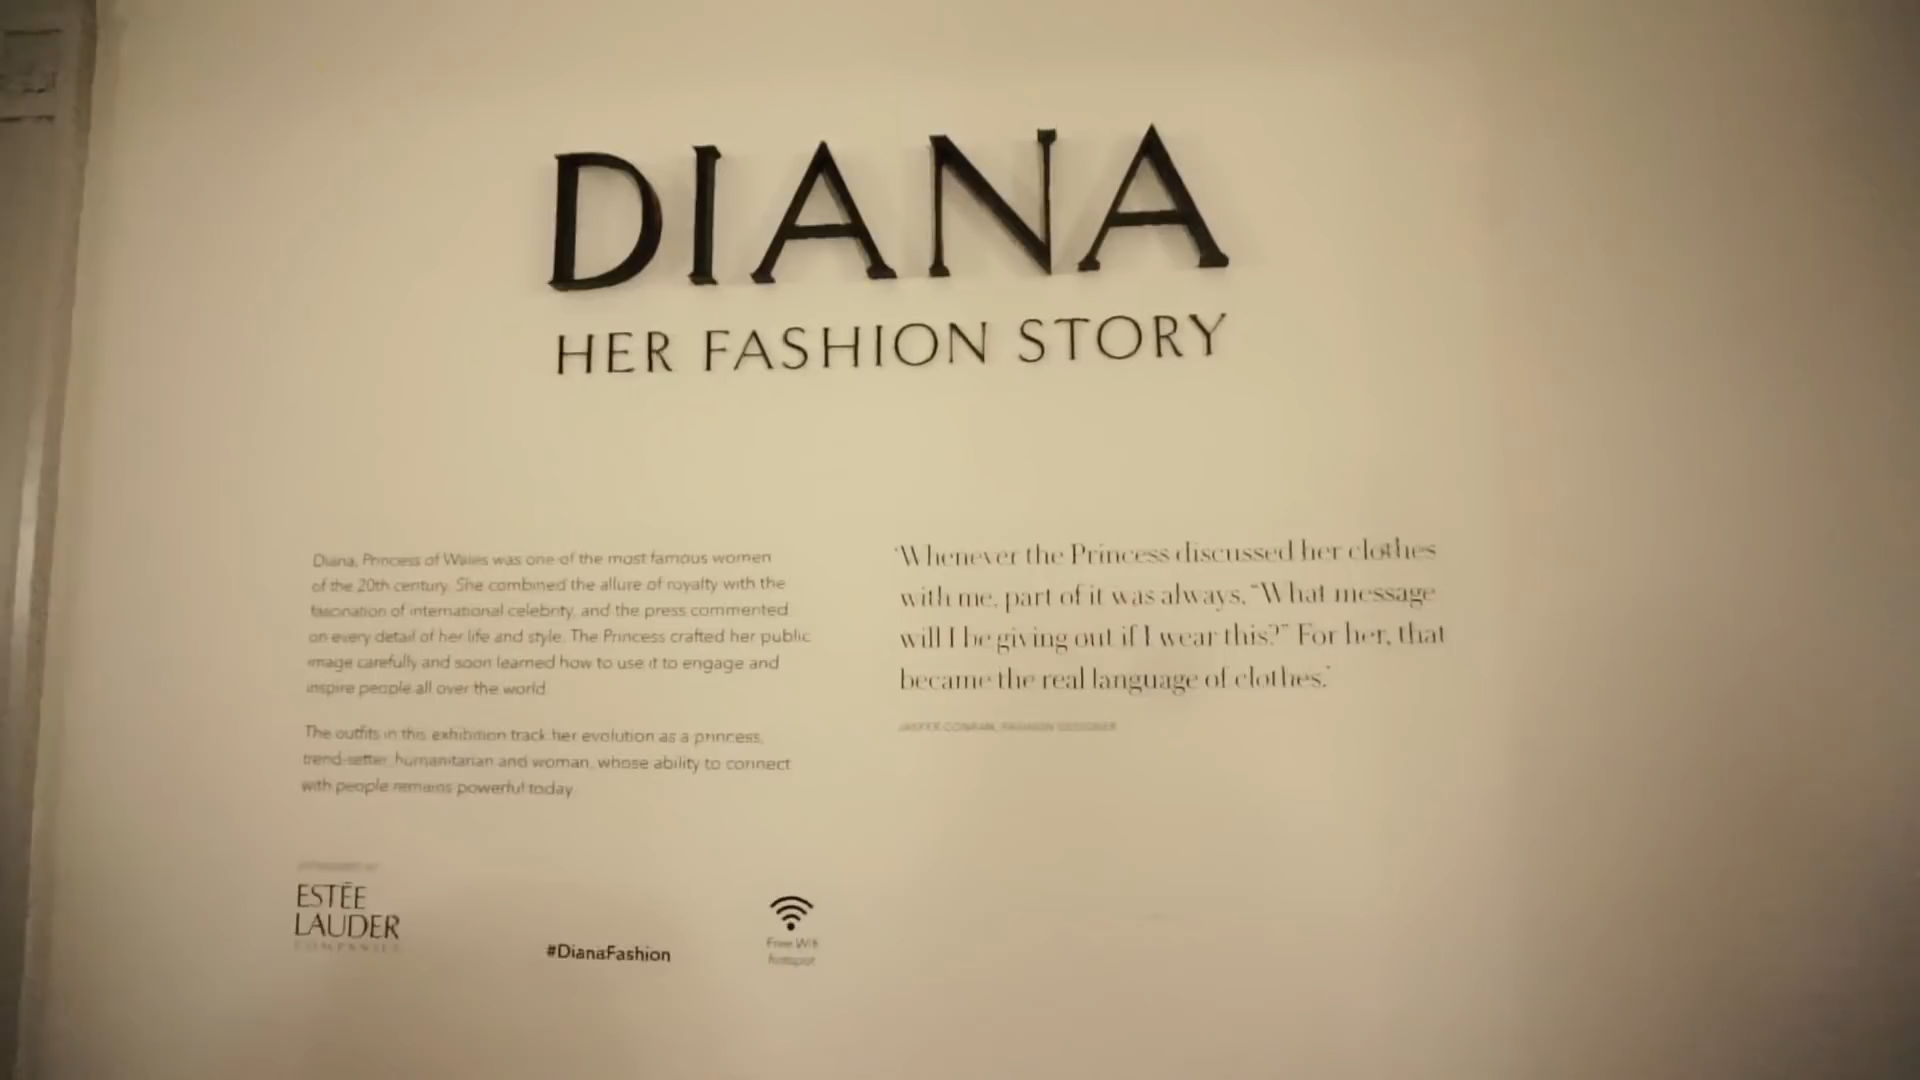 DIANA
HER FASHION STORY
Diana, Princess of Wales was one of the most famous women
of the 20th century. She combined the allure of royalty with the
fascination of international celebrity, and the press commented
on every detail of her life and style. The Princess crafted her public
image carefully and soon learned how to use it to engage and
inspire people all over the world.
The outfits in this exhibition track her evolution as a princess,
trend-setter, humanitarian and woman, whose ability to connect
with people remains powerful today.
‘Whenever the Princess discussed her clothes
with me, part of it was always, “What message
will I be giving out if I wear this?” For her, that
became the real language of clothes.’
JASPER CONRAN, FASHION DESIGNER
ESTĒE
LAUDER
COMPANIES
#DianaFashion
Free Wifi
hotspot